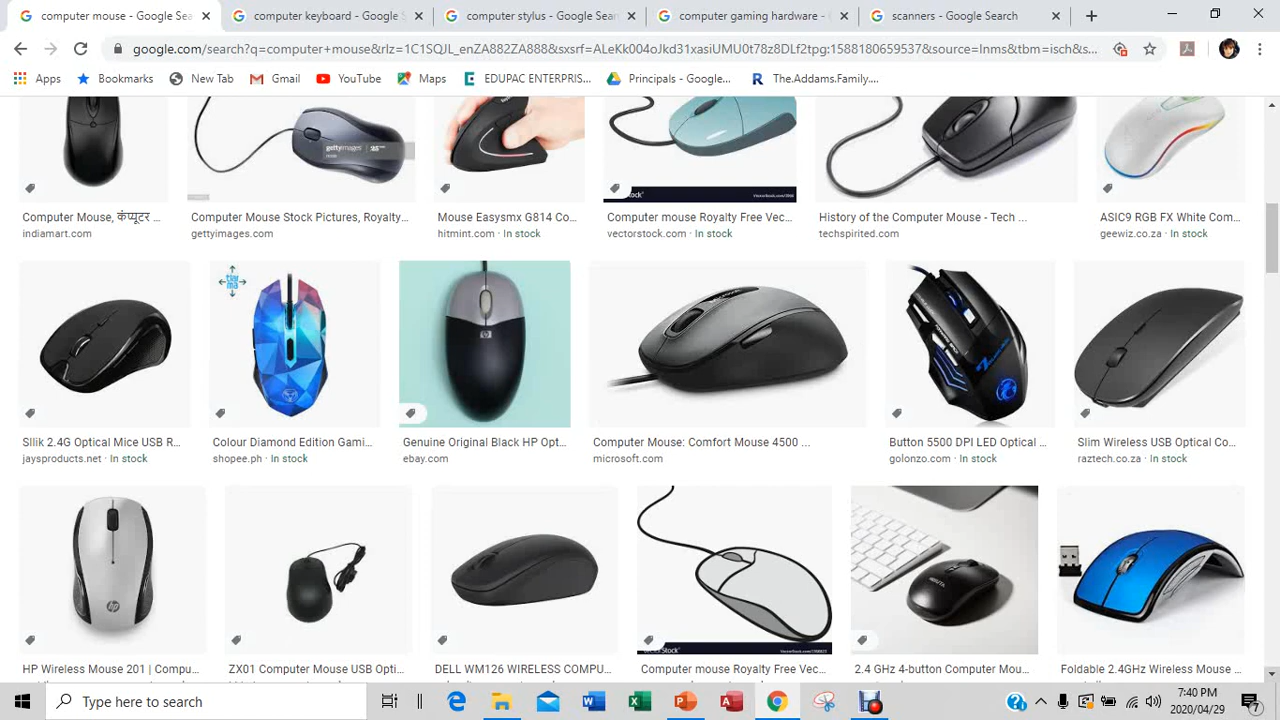 computer mouse - Google Sea
computer keyboard - Google S
computer stylus - Google Sear
computer gaming hardware -
scanners - Google Search
google.com/search?q=computer+mouse&rlz=1C1SQJL_enZA882ZA888&sxsrf=ALeKk004oJkd31xasiUMU0t78z8DLf2tpg:1588180659537&source=lnms&tbm=isch&s...
Apps
Bookmarks
New Tab
Gmail
YouTube
Maps
EDUPAC ENTERPRIS...
Principals - Google...
The.Addams.Family....
gettyimages
Computer Mouse, कंप्यूटर ...
indiamart.com
Computer Mouse Stock Pictures, Royalty...
gettyimages.com
Mouse Easysmx G814 Co...
hitmint.com · In stock
Computer mouse Royalty Free Vec...
vectorstock.com · In stock
History of the Computer Mouse - Tech ...
techspirited.com
ASIC9 RGB FX White Com...
geewiz.co.za · In stock
Sllik 2.4G Optical Mice USB R...
jaysproducts.net · In stock
Colour Diamond Edition Gami...
shopee.ph · In stock
hp
Genuine Original Black HP Opt...
ebay.com
Computer Mouse: Comfort Mouse 4500 ...
microsoft.com
Button 5500 DPI LED Optical ...
golonzo.com · In stock
Slim Wireless USB Optical Co...
raztech.co.za · In stock
hp
HP Wireless Mouse 201 | Compu...
ZX01 Computer Mouse USB Opti...
DELL WM126 WIRELESS COMPU...
Computer mouse Royalty Free Vec...
2.4 GHz 4-button Computer Mou...
Foldable 2.4GHz Wireless Mouse ...
Type here to search
7:40 PM
2020/04/29
7